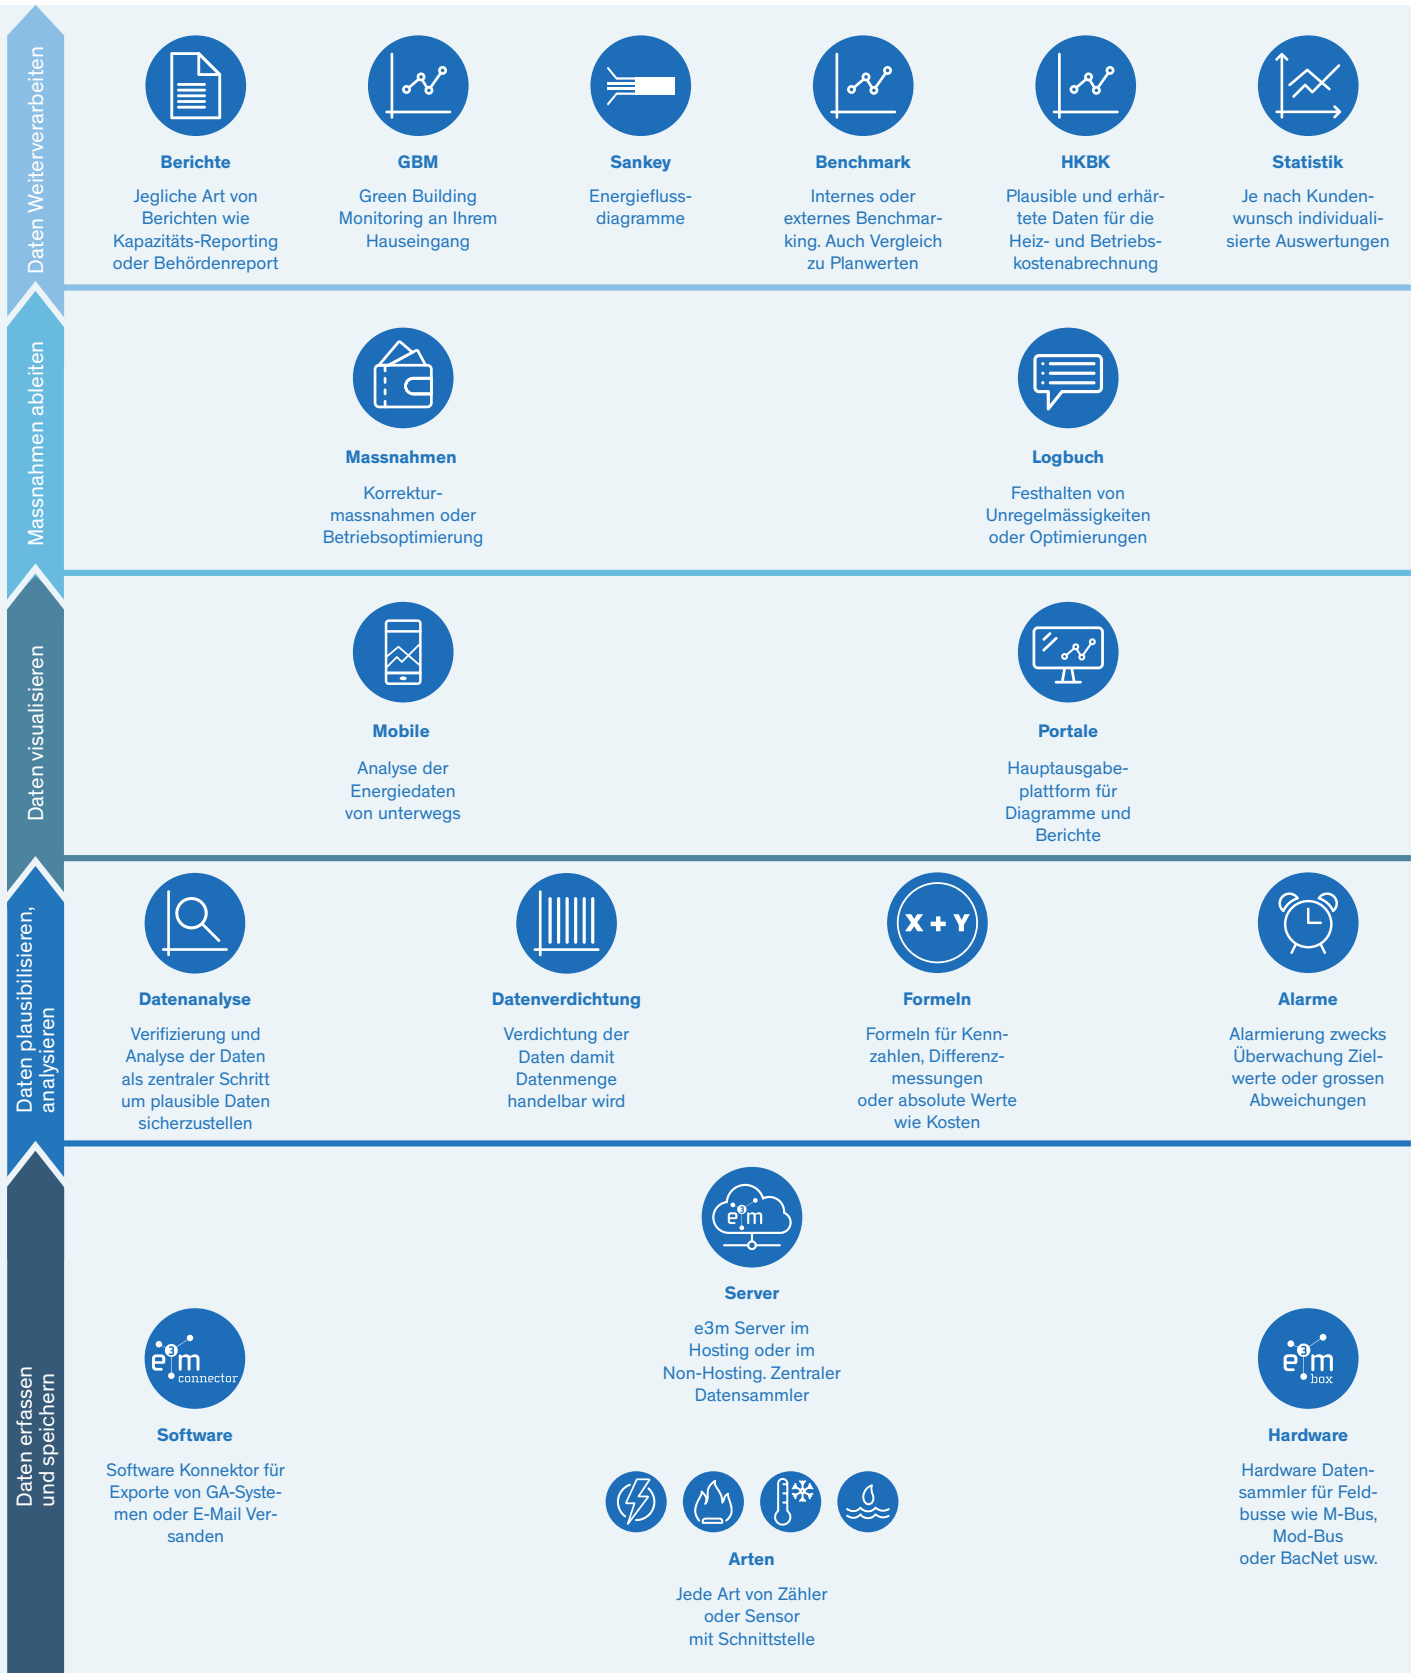 Daten Weiterverarbeiten
Berichte
Jegliche Art von
Berichten wie
Kapazitäts-Reporting
oder Behördenreport
GBM
Green Building
Monitoring an Ihrem
Hauseingang
Sankey
Energiefluss-
diagramme
Benchmark
Internes oder
externes Benchmar-
king. Auch Vergleich
zu Planwerten
HKBK
Plausible und erhär-
tete Daten für die
Heiz- und Betriebs-
kostenabrechnung
Statistik
Je nach Kunden-
wunsch individuali-
sierte Auswertungen
Massnahmen ableiten
Massnahmen
Korrektur-
massnahmen oder
Betriebsoptimierung
Logbuch
Festhalten von
Unregelmässigkeiten
oder Optimierungen
Daten visualisieren
Mobile
Analyse der
Energiedaten
von unterwegs
Portale
Hauptausgabe-
plattform für
Diagramme und
Berichte
Daten plausibilisieren,
analysieren
Datenanalyse
Verifizierung und
Analyse der Daten
als zentraler Schritt
um plausible Daten
sicherzustellen
Datenverdichtung
Verdichtung der
Daten damit
Datenmenge
handelbar wird
X + Y
Formeln
Formeln für Kenn-
zahlen, Differenz-
messungen
oder absolute Werte
wie Kosten
Alarme
Alarmierung zwecks
Überwachung Ziel-
werte oder grossen
Abweichungen
Daten erfassen
und speichern
e3m
Server
e3m Server im
Hosting oder im
Non-Hosting. Zentraler
Datensammler
e3m
connector
Software
Software Konnektor für
Exporte von GA-Syste-
men oder E-Mail Ver-
sanden
Arten
Jede Art von Zähler
oder Sensor
mit Schnittstelle
e3m
box
Hardware
Hardware Daten-
sammler für Feld-
busse wie M-Bus,
Mod-Bus
oder BacNet usw.